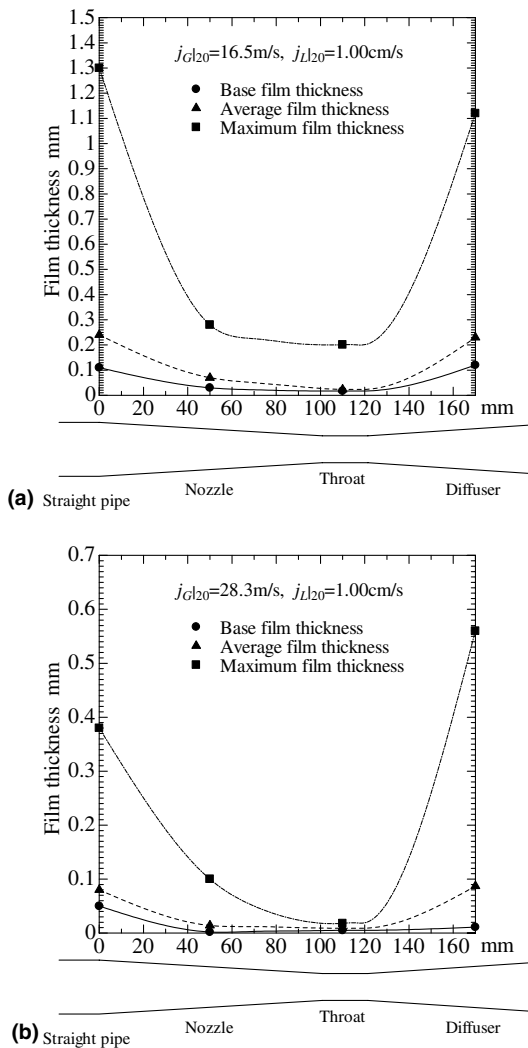 1.5
1.4
1.3
1.2
1.1
1
0.9
0.8
0.7
0.6
0.5
0.4
0.3
0.2
0.1
0
Film thickness mm
j_G|20=16.5m/s, j_L|20=1.00cm/s
Base film thickness
Average film thickness
Maximum film thickness
0 20 40 60 80 100 120 140 160 mm
(a) Straight pipe Nozzle Throat Diffuser
0.7
0.6
0.5
0.4
0.3
0.2
0.1
0
Film thickness mm
j_G|20=28.3m/s, j_L|20=1.00cm/s
Base film thickness
Average film thickness
Maximum film thickness
0 20 40 60 80 100 120 140 160 mm
(b) Straight pipe Nozzle Throat Diffuser